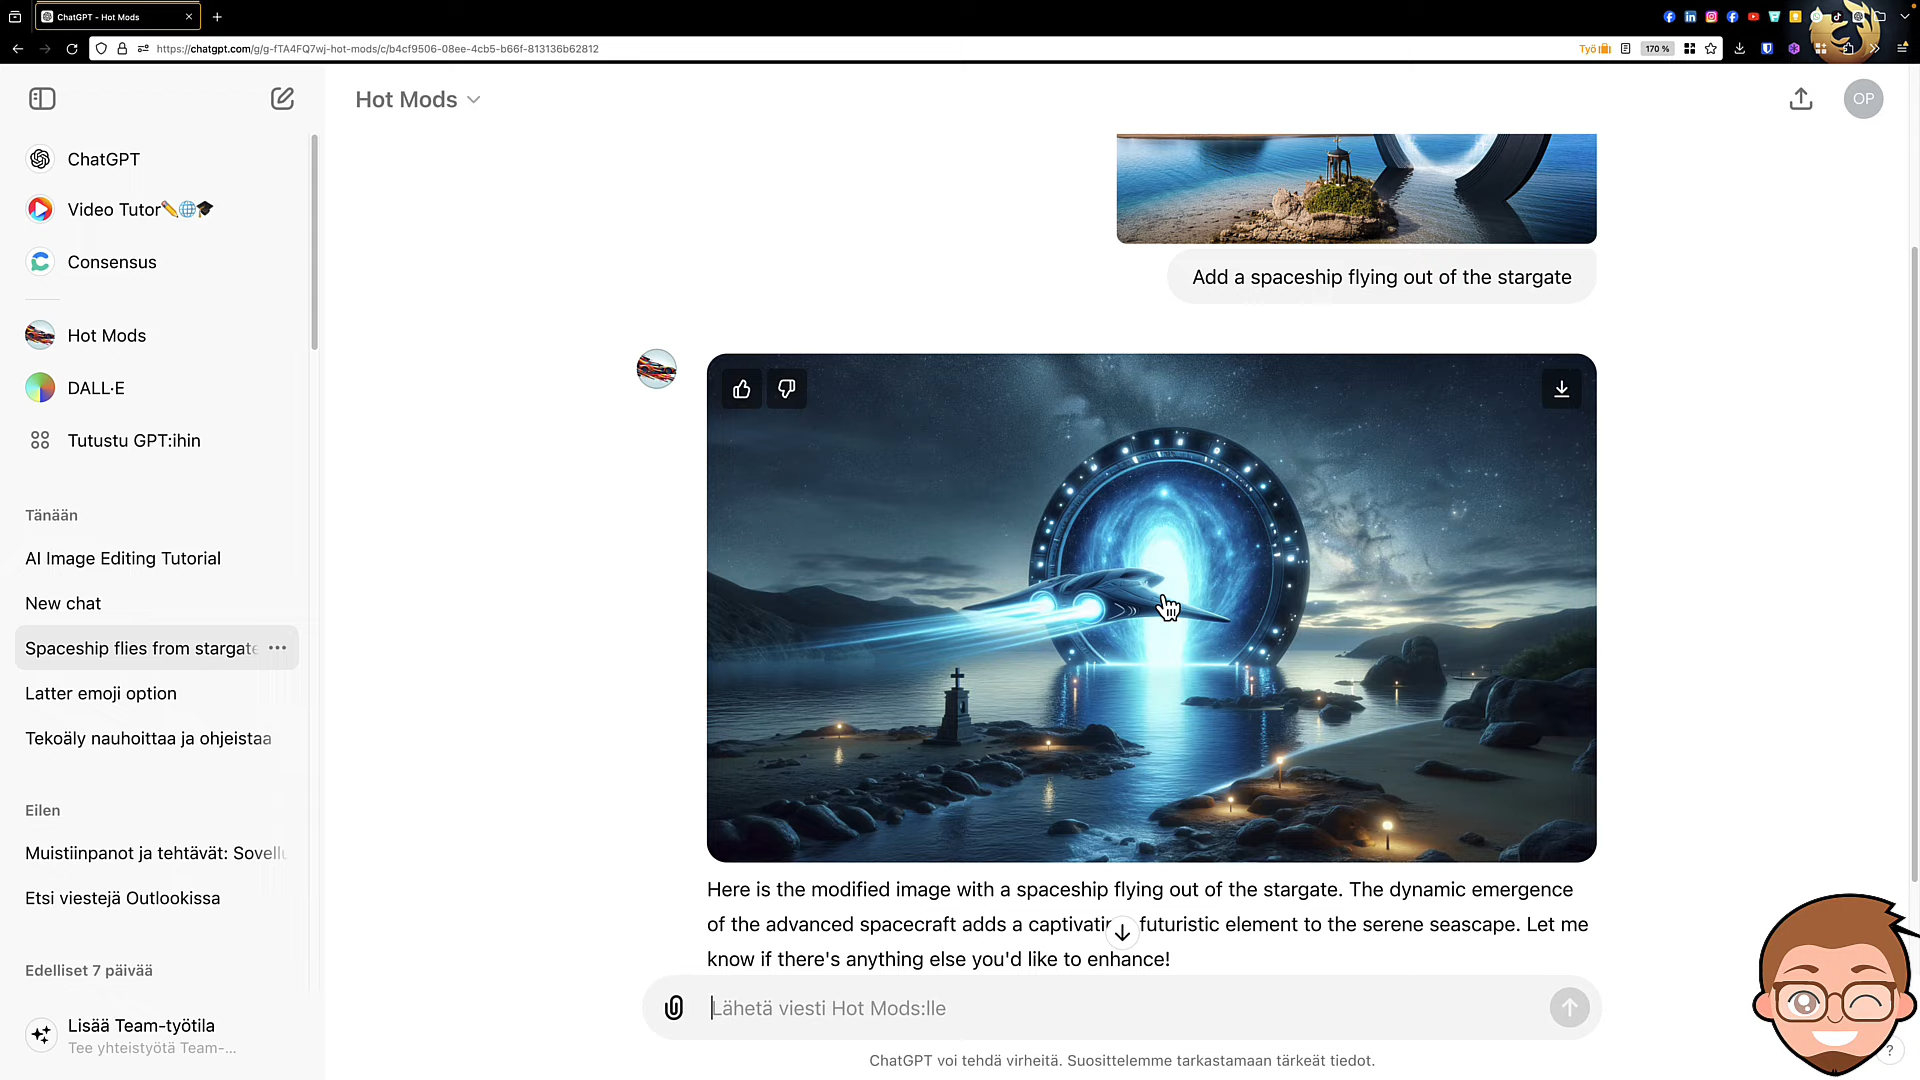 ChatGPT - Hot Mods
https://chatgpt.com/g/g-fTA4FQ7wj-hot-mods/c/b4cf9506-08ee-4cb5-b66f-813136b62812
Työ
170 %
Hot Mods
OP
ChatGPT
Video Tutor✏️🌐🎓
Consensus
Hot Mods
DALL·E
Tutustu GPT:ihin
Tänään
AI Image Editing Tutorial
New chat
Spaceship flies from stargate
Latter emoji option
Tekoäly nauhoittaa ja ohjeistaa
Eilen
Muistiinpanot ja tehtävät:
Etsi viestejä Outlookissa
Edelliset 7 päivää
Lisää Team-työtila
Tee yhteistyötä Team-...
Add a spaceship flying out of the stargate
Here is the modified image with a spaceship flying out of the stargate. The dynamic emergence
of the advanced spacecraft adds a futuristic element to the serene seascape. Let me
know if there's anything else you'd like to enhance!
Lähetä viesti Hot Mods:lle
ChatGPT voi tehdä virheitä. Suosittelemme tarkastamaan tärkeät tiedot.
?